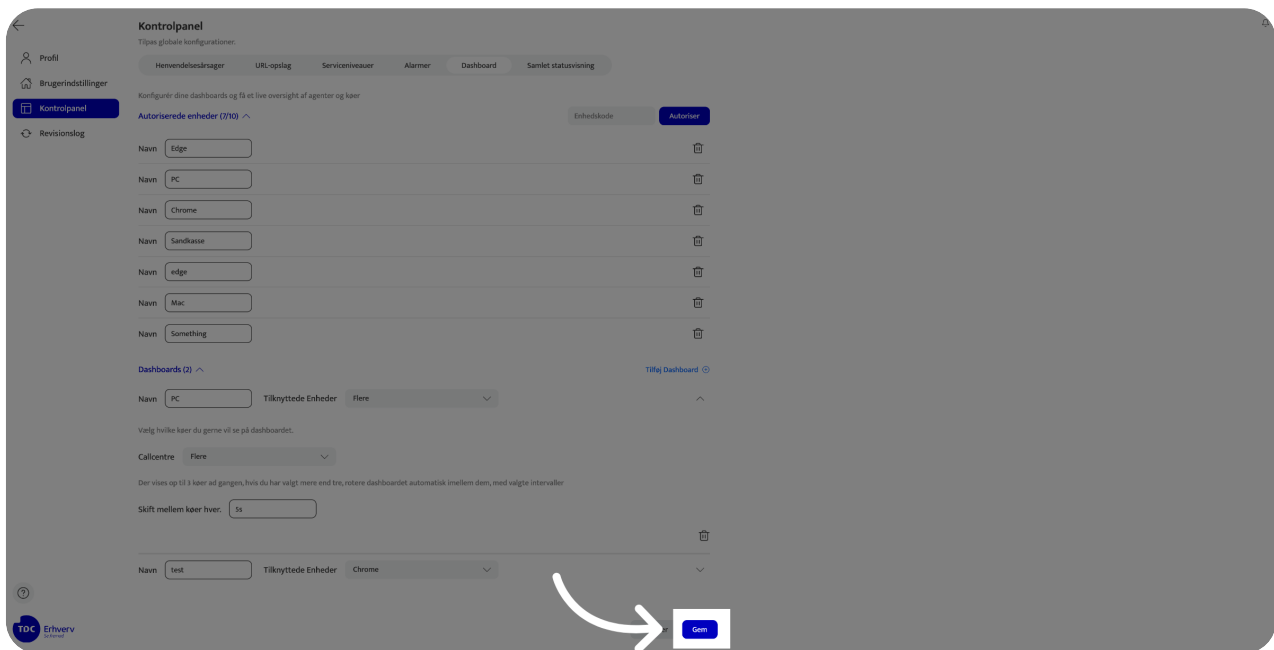 Kontrolpanel
Tilpas globale konfigurationer.
Profil
Brugerindstillinger
Kontrolpanel
Revisionslog
Henvendelsesårsager URL-opslag Serviceniveauer Alarmer Dashboard Samlet statusvisning
Konfigurér dine dashboards og få et live oversigt af agenter og køer
Autoriserede enheder (7/10) Enhedskode Autoriser
Navn Edge
Navn PC
Navn Chrome
Navn Sandkasse
Navn edge
Navn Mac
Navn Something
Dashboards (2) Tilføj Dashboard
Navn PC Tilknyttede Enheder Flere
Vælg hvilke køer du gerne vil se på dashboardet.
Callcentre Flere
Der vises op til 3 køer ad gangen, hvis du har valgt mere end tre, rotere dashboardet automatisk imellem dem, med valgte intervaller
Skift mellem køer hver. 5s
Navn test Tilknyttede Enheder Chrome
Gem
TDC Erhverv